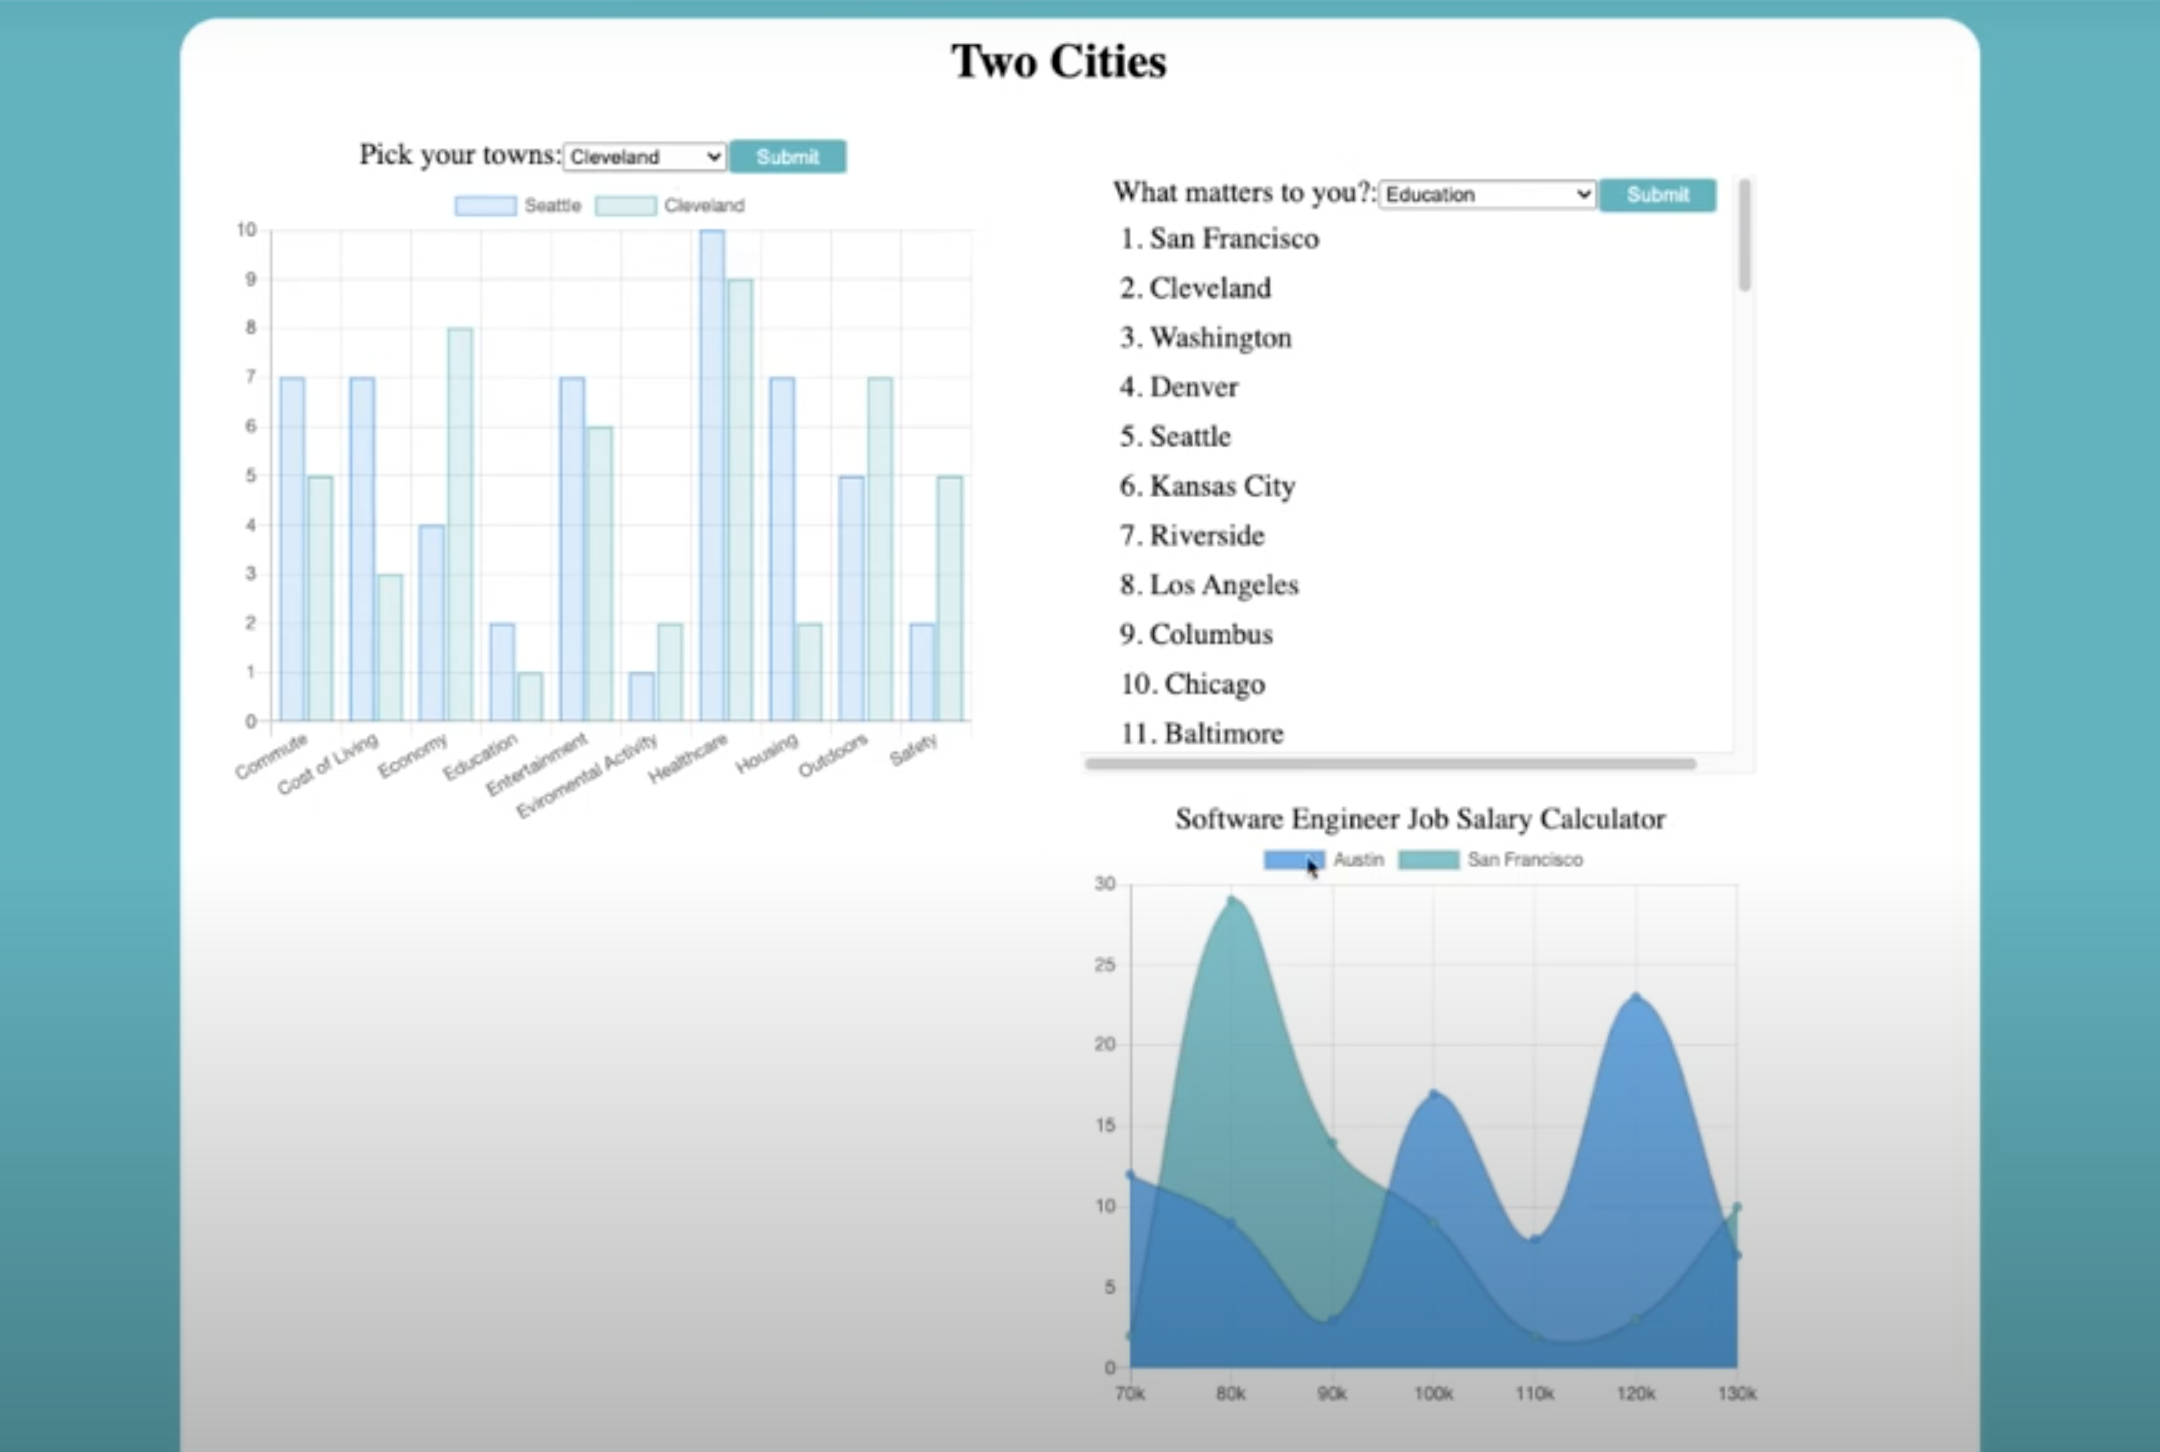 Two Cities
Pick your towns: Cleveland Submit
Seattle Cleveland
10
9
8
7
6
5
4
3
2
1
0
Commute
Cost of Living
Economy
Education
Entertainment
Eviromental Activity
Healthcare
Housing
Outdoors
Safety
What matters to you?: Education Submit
1. San Francisco
2. Cleveland
3. Washington
4. Denver
5. Seattle
6. Kansas City
7. Riverside
8. Los Angeles
9. Columbus
10. Chicago
11. Baltimore
Software Engineer Job Salary Calculator
Austin San Francisco
30
25
20
15
10
5
0
70k 80k 90k 100k 110k 120k 130k